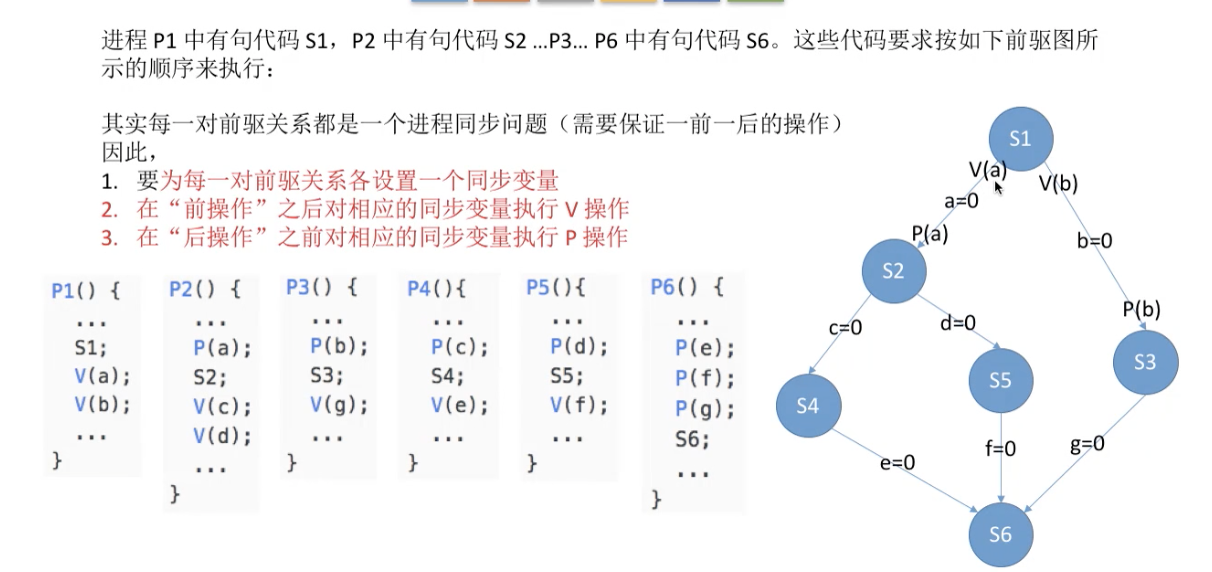 进程 P1 中有句代码 S1，P2 中有句代码 S2 ...P3... P6 中有句代码 S6。这些代码要求按如下前驱图所
示的顺序来执行：
其实每一对前驱关系都是一个进程同步问题（需要保证一前一后的操作）
因此，
1. 要为每一对前驱关系各设置一个同步变量
2. 在“前操作”之后对相应的同步变量执行 V 操作
3. 在“后操作”之前对相应的同步变量执行 P 操作
P1() {
...
S1;
V(a);
V(b);
...
}
P2() {
...
P(a);
S2;
V(c);
V(d);
...
}
P3() {
...
P(b);
S3;
V(g);
...
}
P4(){
...
P(c);
S4;
V(e);
...
}
P5(){
...
P(d);
S5;
V(f);
...
}
P6() {
...
P(e);
P(f);
P(g);
S6;
...
}
S1
V(a)
V(b)
a=0
P(a)
b=0
S2
P(b)
c=0
d=0
S3
S5
S4
e=0
f=0
g=0
S6